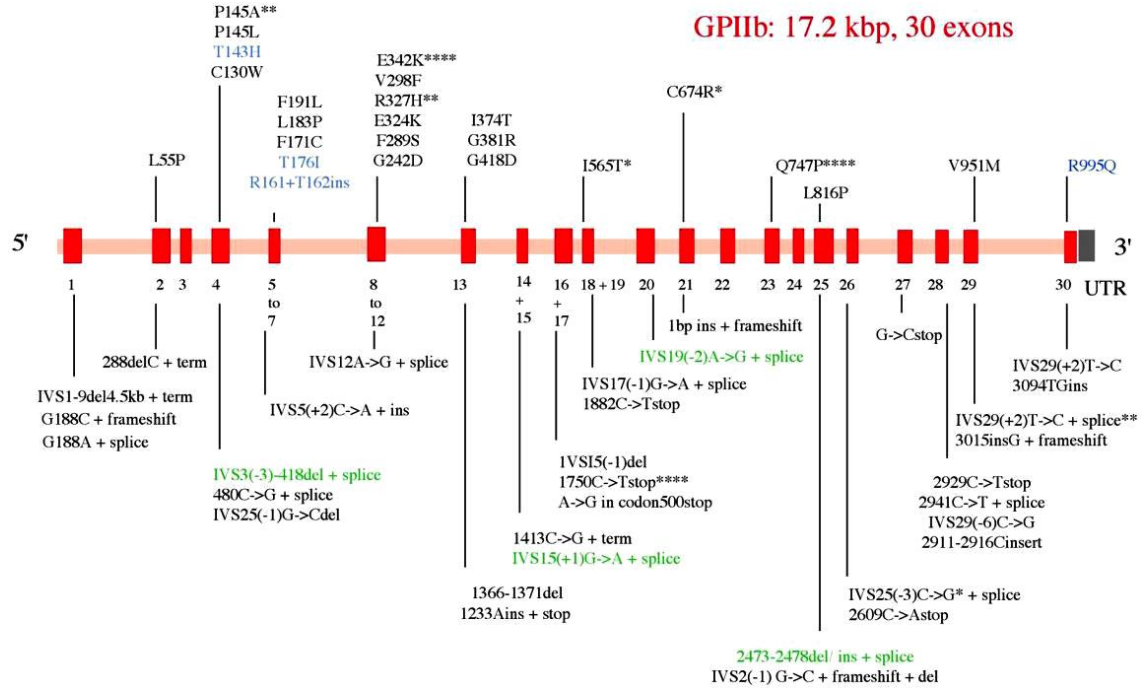 GPIIb: 17.2 kbp, 30 exons
P145A**
P145L
T143H
C130W
L55P
F191L
L183P
F171C
T176I
R161+T162ins
E342K****
V298F
R327H**
E324K
F289S
G242D
I374T
G381R
G418D
I565T*
C674R*
Q747P****
L816P
V951M
R995Q
5'
3'
1 2 3 4 5 to 7 8 to 12 13 14 + 15 16 + 17 18 + 19 20 21 22 23 24 25 26 27 28 29 30 UTR
1bp ins + frameshift
G->Cstop
IVS19(-2)A->G + splice
288delC + term
IVS12A->G + splice
IVS29(+2)T->C
3094TGins
IVS1-9del4.5kb + term
G188C + frameshift
G188A + splice
IVS5(+2)C->A + ins
IVS17(-1)G->A + splice
1882C->Tstop
IVS29(+2)T->C + splice**
3015insG + frameshift
IVS3(-3)-418del + splice
480C->G + splice
IVS25(-1)G->Cdel
1VSI5(-1)del
1750C->Tstop****
A->G in codon500stop
2929C->Tstop
2941C->T + splice
IVS29(-6)C->G
2911-2916Cinsert
1413C->G + term
IVS15(+1)G->A + splice
1366-1371del
1233Ains + stop
IVS25(-3)C->G* + splice
2609C->Astop
2473-2478del/ ins + splice
IVS2(-1) G->C + frameshift + del